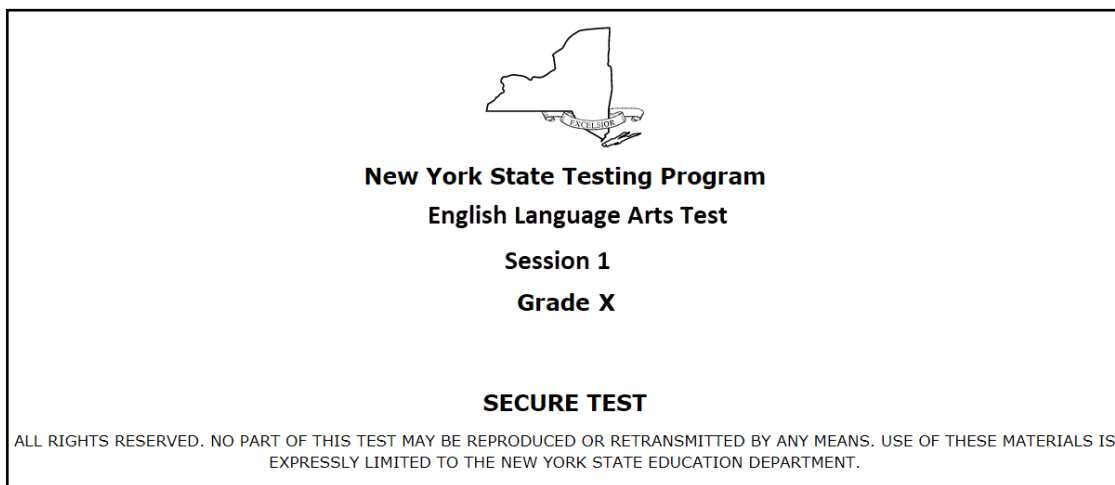 EXCELSIOR
New York State Testing Program
English Language Arts Test
Session 1
Grade X
SECURE TEST
ALL RIGHTS RESERVED. NO PART OF THIS TEST MAY BE REPRODUCED OR RETRANSMITTED BY ANY MEANS. USE OF THESE MATERIALS IS
EXPRESSLY LIMITED TO THE NEW YORK STATE EDUCATION DEPARTMENT.